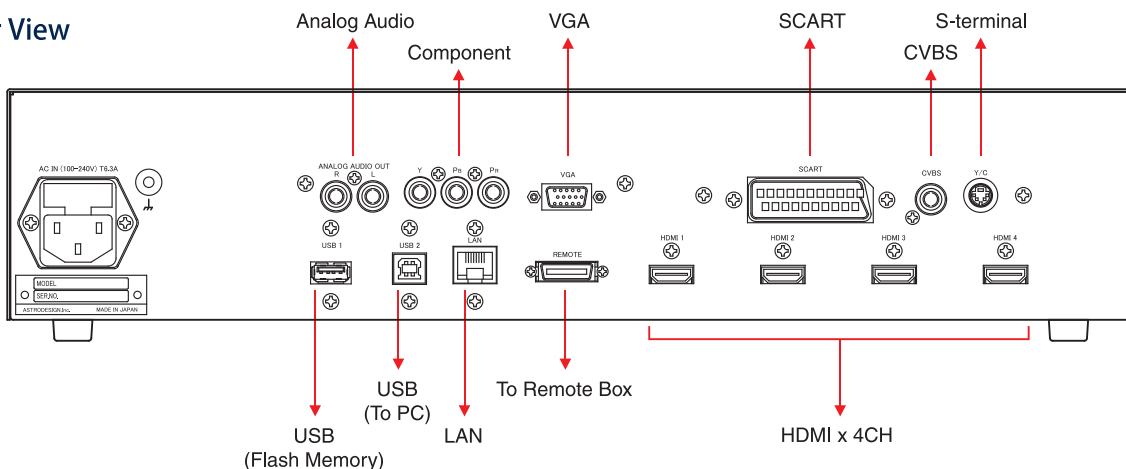 View
Analog Audio
VGA
SCART
S-terminal
Component
CVBS
AC IN (100-240V) T6.3A
ANALOG AUDIO OUT
R
L
Y
PB
PR
VGA
SCART
CVBS
Y/C
USB 1
USB 2
LAN
REMOTE
HDMI 1
HDMI 2
HDMI 3
HDMI 4
MODEL
SER,NO.
ASTRODESIGN,Inc.
MADE IN JAPAN
USB
(To PC)
To Remote Box
USB
(Flash Memory)
LAN
HDMI x 4CH